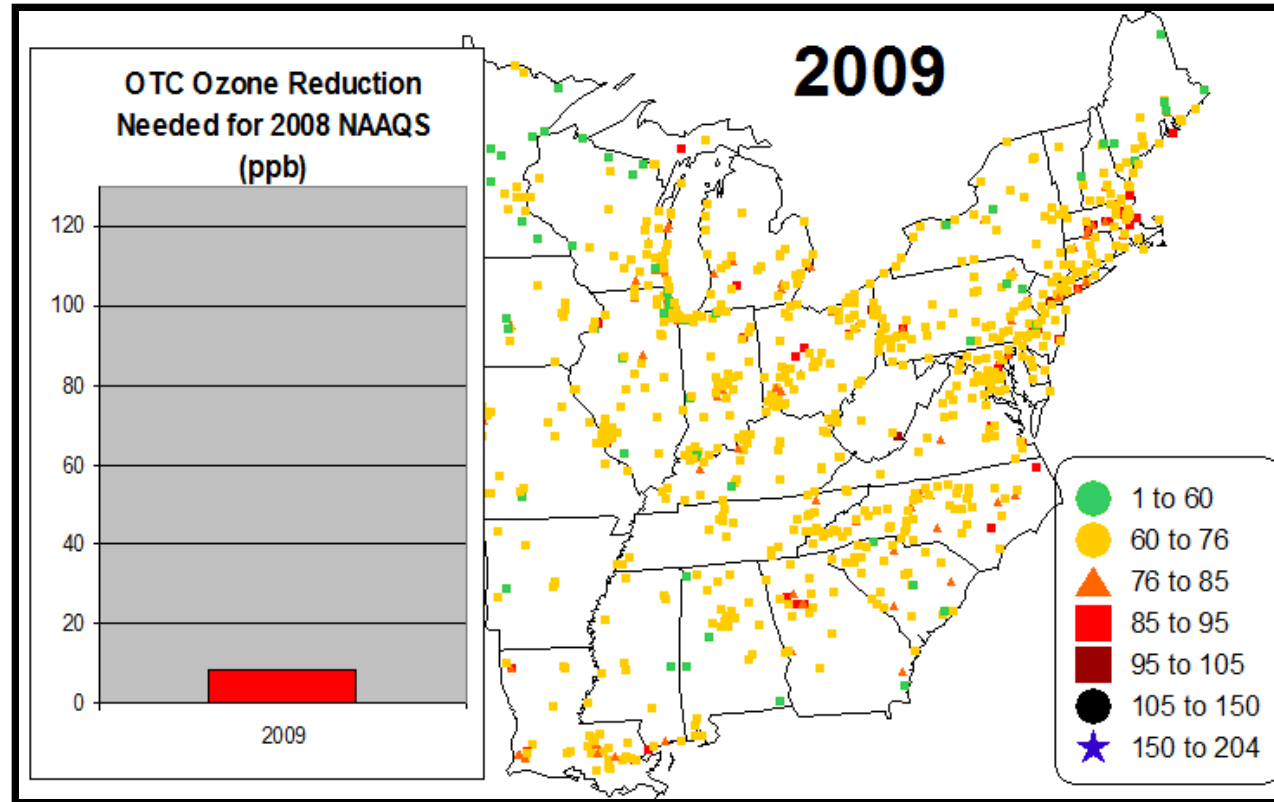 OTC Ozone Reduction
Needed for 2008 NAAQS
(ppb)
120
100
80
60
40
20
0
2009
2009
1 to 60
60 to 76
76 to 85
85 to 95
95 to 105
105 to 150
150 to 204